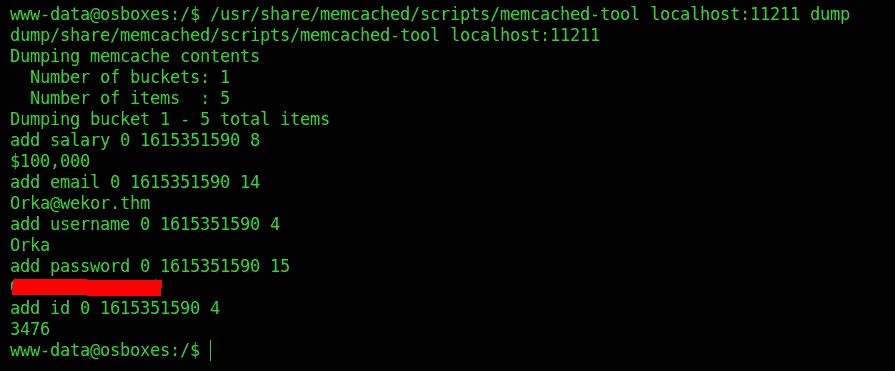 www-data@osboxes:/$ /usr/share/memcached/scripts/memcached-tool localhost:11211 dump
dump/share/memcached/scripts/memcached-tool localhost:11211
Dumping memcache contents
  Number of buckets: 1
  Number of items  : 5
Dumping bucket 1 - 5 total items
add salary 0 1615351590 8
$100,000
add email 0 1615351590 14
Orka@wekor.thm
add username 0 1615351590 4
Orka
add password 0 1615351590 15
add id 0 1615351590 4
3476
www-data@osboxes:/$